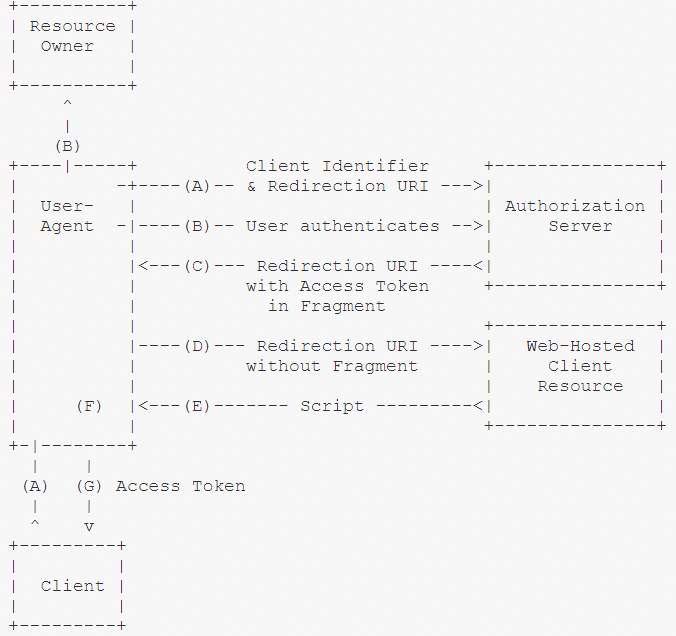 +----------+
| Resource |
|  Owner   |
|          |
+----------+
     ^
     |
    (B)
+----|-----+          Client Identifier     +---------------+
|         -+----(A)-- & Redirection URI --->|               |
|  User-   |                                | Authorization |
|  Agent  -|----(B)-- User authenticates -->|     Server    |
|          |                                |               |
|          |<---(C)--- Redirection URI ----<|               |
|          |          with Access Token     +---------------+
|          |            in Fragment
|          |                                +---------------+
|          |----(D)--- Redirection URI ---->|   Web-Hosted  |
|          |          without Fragment      |     Client    |
|          |                                |    Resource   |
|     (F)  |<---(E)------- Script ---------<|               |
|          |                                +---------------+
+-|--------+
  |    |
 (A)  (G) Access Token
  |    |
  ^    v
+---------+
|         |
|  Client |
|         |
+---------+